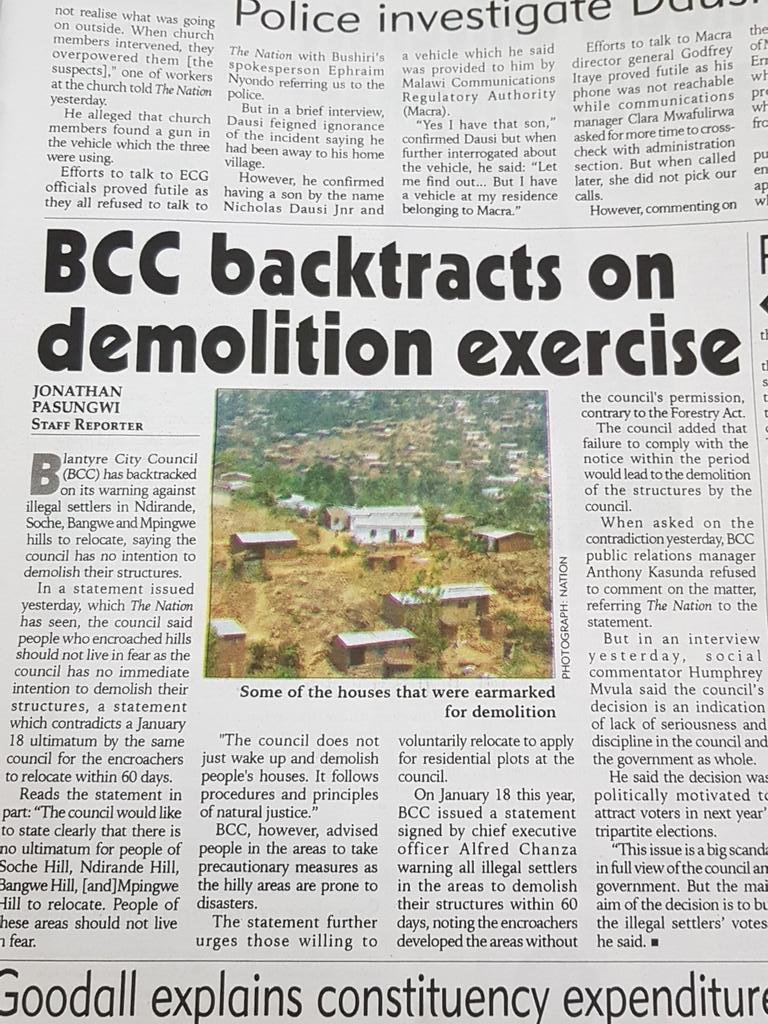 not realise what was going
on outside. When church
members intervened, they
overpowered them [the
suspects]," one of workers
at the church told The Nation
yesterday.
He alleged that church
members found a gun in
the vehicle which the three
were using.
Efforts to talk to ECG
officials proved futile as
they all refused to talk to
Police investigate
The Nation with Bushiri's
spokesperson Ephraim
Nyondo referring us to the
police.
But in a brief interview,
Dausi feigned ignorance
of the incident saying he
had been away to his home
village.
However, he confirmed
having a son by the name
Nicholas Dausi Jnr and
a vehicle which he said
was provided to him by
Malawi Communications
Regulatory Authority
(Macra).
"Yes I have that son,"
confirmed Dausi but when
further interrogated about
the vehicle, he said: "Let
me find out... But I have
a vehicle at my residence
belonging to Macra."
Efforts to talk to Macra
director general Godfrey
Itaye proved futile as his
phone was not reachable
while communications
manager Clara Mwafulirwa
asked for more time to cross-
check with administration
section. But when called
later, she did not pick our
calls.
However, commenting on
BCC backtracts on
demolition exercise
JONATHAN
PASUNGWI
STAFF REPORTER
Blantyre City Council
(BCC) has backtracked
on its warning against
illegal settlers in Ndirande,
Soche, Bangwe and Mpingwe
hills to relocate, saying the
council has no intention to
demolish their structures.
In a statement issued
yesterday, which The Nation
has seen, the council said
people who encroached hills
should not live in fear as the
council has no immediate
intention to demolish their
structures, a statement
which contradicts a January
18 ultimatum by the same
council for the encroachers
to relocate within 60 days.
Reads the statement in
part: "The council would like
to state clearly that there is
no ultimatum for people of
Soche Hill, Ndirande Hill,
Bangwe Hill, [and]Mpingwe
Hill to relocate. People of
these areas should not live
in fear.
PHOTOGRAPH: NATION
Some of the houses that were earmarked
for demolition
"The council does not
just wake up and demolish
people's houses. It follows
procedures and principles
of natural justice."
BCC, however, advised
people in the areas to take
precautionary measures as
the hilly areas are prone to
disasters.
The statement further
urges those willing to
voluntarily relocate to apply
for residential plots at the
council.
On January 18 this year,
BCC issued a statement
signed by chief executive
officer Alfred Chanza
warning all illegal settlers
in the areas to demolish
their structures within 60
days, noting the encroachers
developed the areas without
the council's permission,
contrary to the Forestry Act.
The council added that
failure to comply with the
notice within the period
would lead to the demolition
of the structures by the
council.
When asked on the
contradiction yesterday, BCC
public relations manager
Anthony Kasunda refused
to comment on the matter,
referring The Nation to the
statement.
But in an interview
yesterday, social
commentator Humphrey
Mvula said the council's
decision is an indication
of lack of seriousness and
discipline in the council and
the government as whole.
He said the decision was
politically motivated to
attract voters in next year'
tripartite elections.
"This issue is a big scanda
in full view of the council an
government. But the mai
aim of the decision is to bu
the illegal settlers' votes
he said.
Goodall explains constituency expenditure